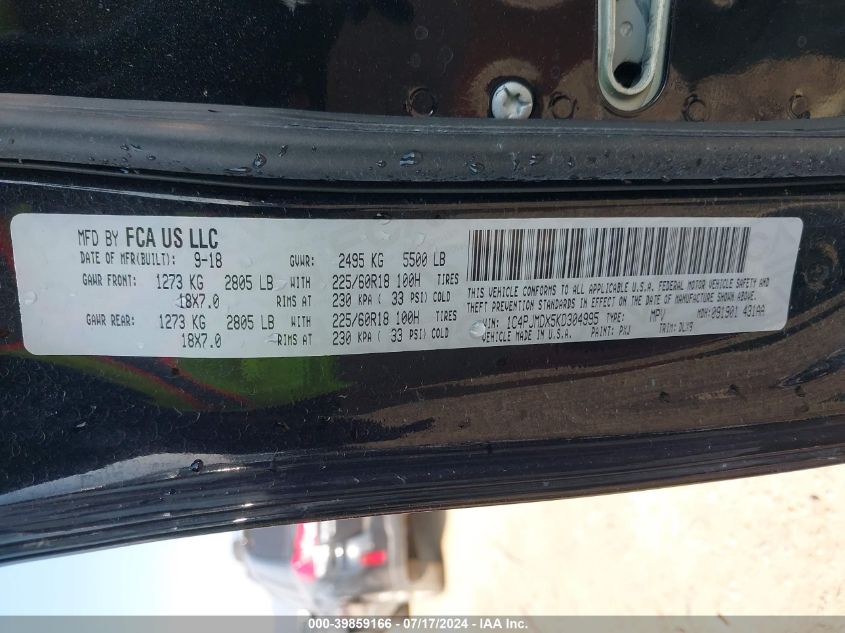 MFD BY FCA US LLC
DATE OF MFR(BUILT): 9-18 GVWR: 2495 KG 5500 LB
GAWR FRONT: 1273 KG 2805 LB WITH 225/60R18 100H TIRES
18X7.0 RIMS AT 230 KPA ( 33 PSI) COLD
GAWR REAR: 1273 KG 2805 LB WITH 225/60R18 100H TIRES
18X7.0 RIMS AT 230 KPA ( 33 PSI) COLD
THIS VEHICLE CONFORMS TO ALL APPLICABLE U.S.A. FEDERAL MOTOR VEHICLE SAFETY AND
THEFT PREVENTION STANDARDS IN EFFECT ON THE DATE OF MANUFACTURE SHOWN ABOVE.
VIN: 1C4PJMDX5KD304995 TYPE: MPV MDH: 091901 431AA
VEHICLE MADE IN U.S.A. PAINT: PXJ TRIM: DLX9
000-39859166 - 07/17/2024 - IAA Inc.